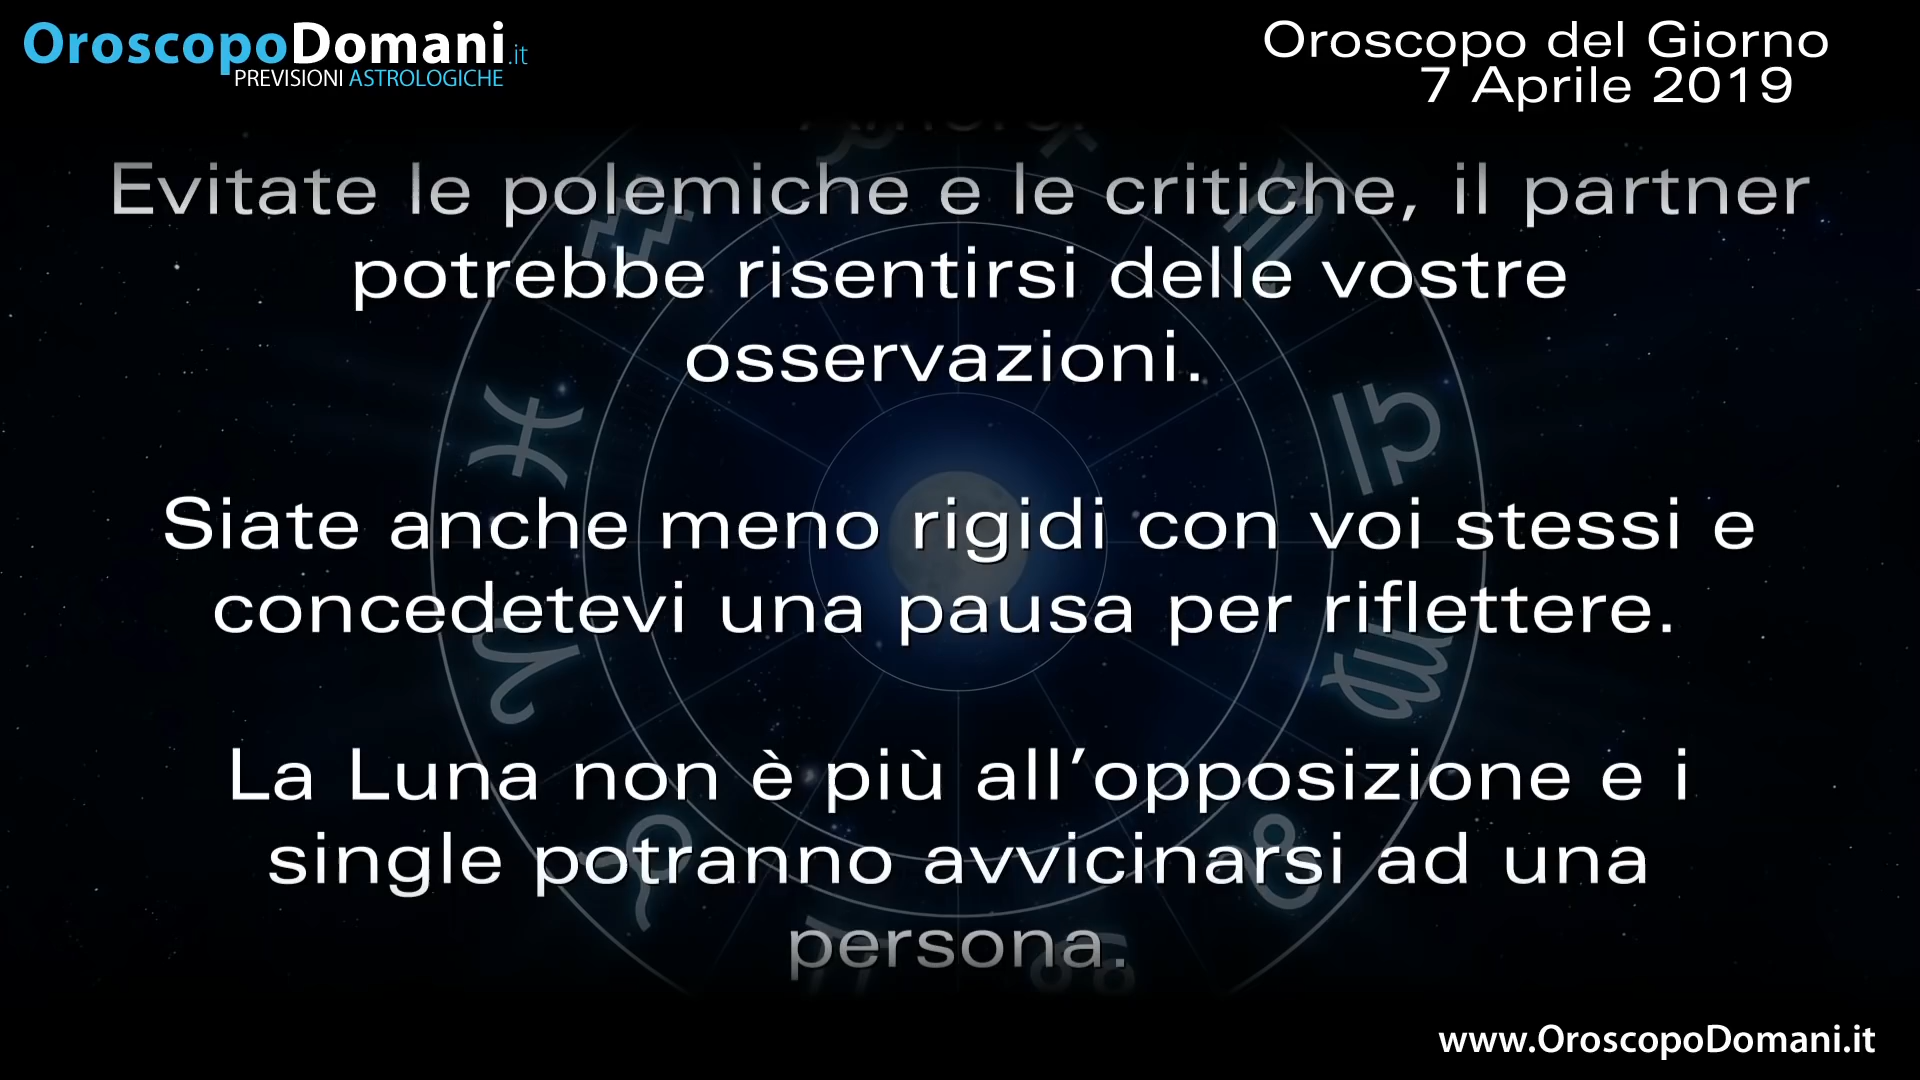 OroscopoDomani.it
PREVISIONI ASTROLOGICHE
Oroscopo del Giorno
7 Aprile 2019
Evitate le polemiche e le critiche, il partner
potrebbe risentirsi delle vostre
osservazioni.
Siate anche meno rigidi con voi stessi e
concedetevi una pausa per riflettere.
La Luna non è più all’opposizione e i
single potranno avvicinarsi ad una
persona.
www.OroscopoDomani.it